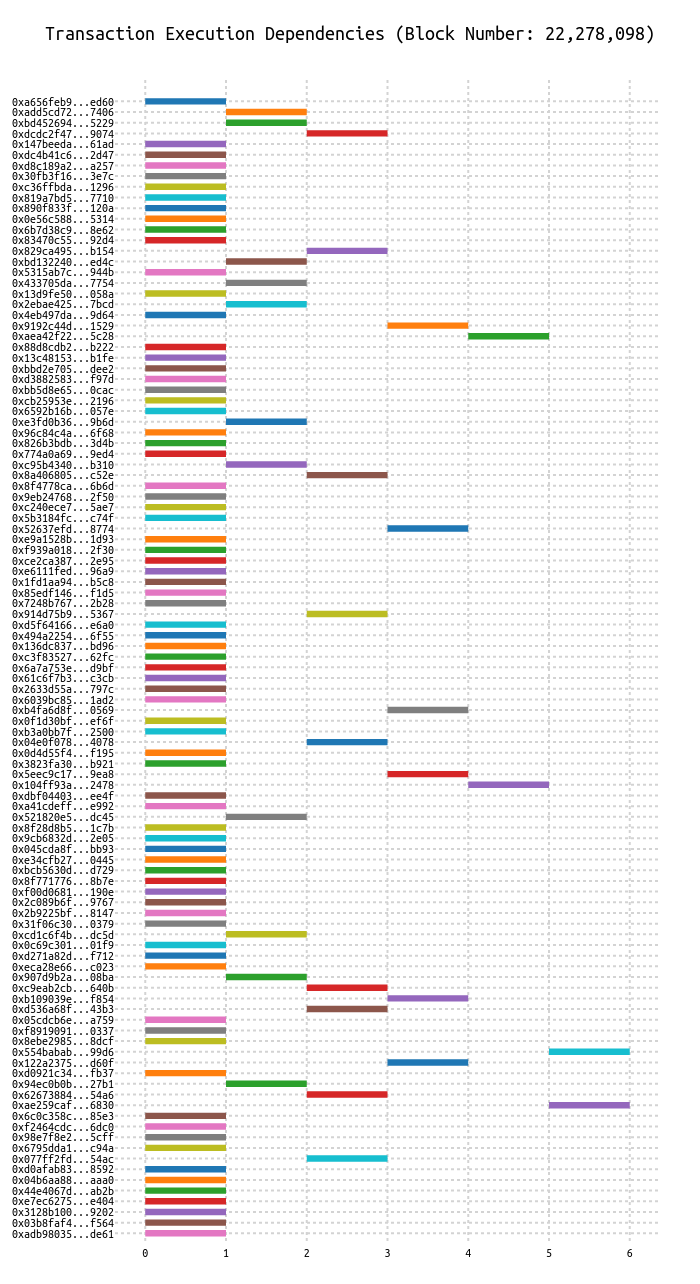 Transaction Execution Dependencies (Block Number: 22,278,098)
0xa656feb9...ed60
0xadd5cd72...7406
0xbd452694...5229
0xdcdc2f47...9074
0x147beeda...61ad
0xdc4b41c6...2d47
0xd8c189a2...a257
0x30fb3f16...3e7c
0xc36ffbda...1296
0x819a7bd5...7710
0x890f833f...120a
0x0e56c588...5314
0x6b7d38c9...8e62
0x83470c55...92d4
0x829ca495...b154
0xbd132240...ed4c
0x5315ab7c...944b
0x433705da...7754
0x13d9fe50...058a
0x2ebae425...7bcd
0x4eb497da...9d64
0x9192c44d...1529
0xaea42f22...5c28
0x88d8cdb2...b222
0x13c48153...b1fe
0xbbd2e705...dee2
0xd3882583...f97d
0xbb5d8e65...0cac
0xcb25953e...2196
0x6592b16b...057e
0xe3fd0b36...9b6d
0x96c84c4a...6f68
0x826b3bdb...3d4b
0x774a0a69...9ed4
0xc95b4340...b310
0x8a406805...c52e
0x8f4778ca...6b6d
0x9eb24768...2f50
0xc240ece7...5ae7
0x5b3184fc...c74f
0x52637efd...8774
0xe9a1528b...1d93
0xf939a018...2f30
0xce2ca387...2e95
0xe6111fed...96a9
0x1fd1aa94...b5c8
0x85edf146...f1d5
0x7248b767...2b28
0x914d75b9...5367
0xd5f64166...e6a0
0x494a2254...6f55
0x136dc837...bd96
0xc3f83527...62fc
0x6a7a753e...d9bf
0x61c6f7b3...c3cb
0x2633d55a...797c
0x6039bc85...1ad2
0xb4fa6d8f...0569
0x0f1d30bf...ef6f
0xb3a0bb7f...2500
0x04e0f078...4078
0x0d4d55f4...f195
0x3823fa30...b921
0x5eec9c17...9ea8
0x104ff93a...2478
0xdbf04403...ee4f
0xa41cdeff...e992
0x521820e5...dc45
0x8f28d8b5...1c7b
0x9cb6832d...2e05
0x045cda8f...bb93
0xe34cfb27...0445
0xbcb5630d...d729
0x8f771776...8b7e
0xf00d0681...190e
0x2c089b6f...9767
0x2b9225bf...8147
0x31f06c30...0379
0xcd1c6f4b...dc5d
0x0c69c301...01f9
0xd271a82d...f712
0xeca28e66...c023
0x907d9b2a...08ba
0xc9eab2cb...640b
0xb109039e...f854
0xd536a68f...43b3
0x05cdcb6e...a759
0xf8919091...0337
0x8ebe2985...8dcf
0x554babab...99d6
0x122a2375...d60f
0xd0921c34...fb37
0x94ec0b0b...27b1
0x62673884...54a6
0xae259caf...6830
0x6c0c358c...85e3
0xf2464cdc...6dc0
0x98e7f8e2...5cff
0x6795dda1...c94a
0x077ff2fd...54ac
0xd0afab83...8592
0x04b6aa88...aaa0
0x44e4067d...ab2b
0xe7ec6275...e404
0x3128b100...9202
0x03b8faf4...f564
0xadb98035...de61
0 1 2 3 4 5 6